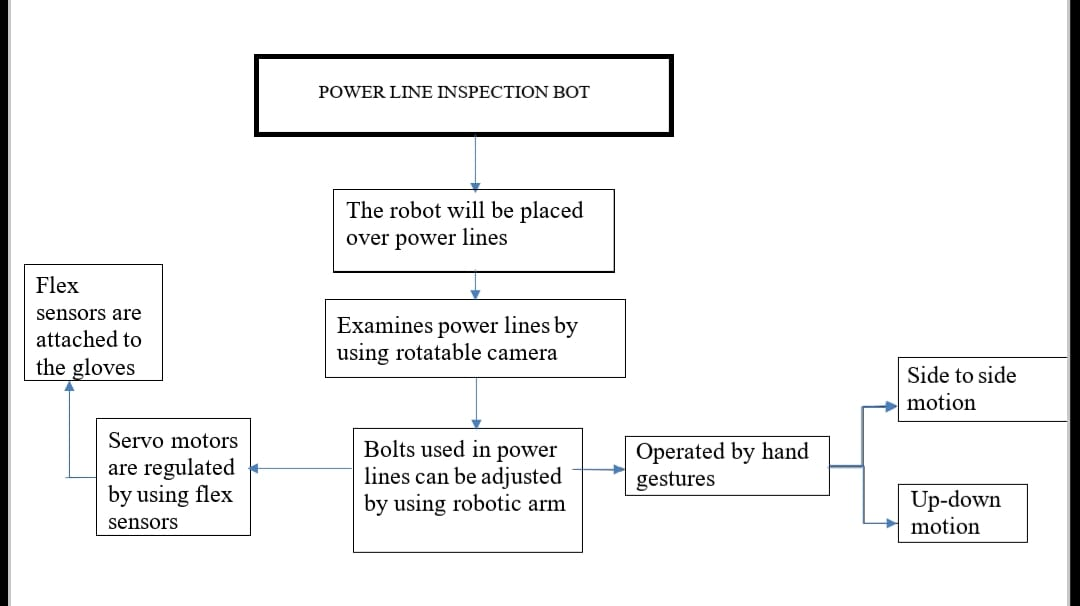 POWER LINE INSPECTION BOT
The robot will be placed
over power lines
Flex
sensors are
attached to
the gloves
Examines power lines by
using rotatable camera
Side to side
motion
Servo motors
are regulated
by using flex
sensors
Bolts used in power
lines can be adjusted
by using robotic arm
Operated by hand
gestures
Up-down
motion